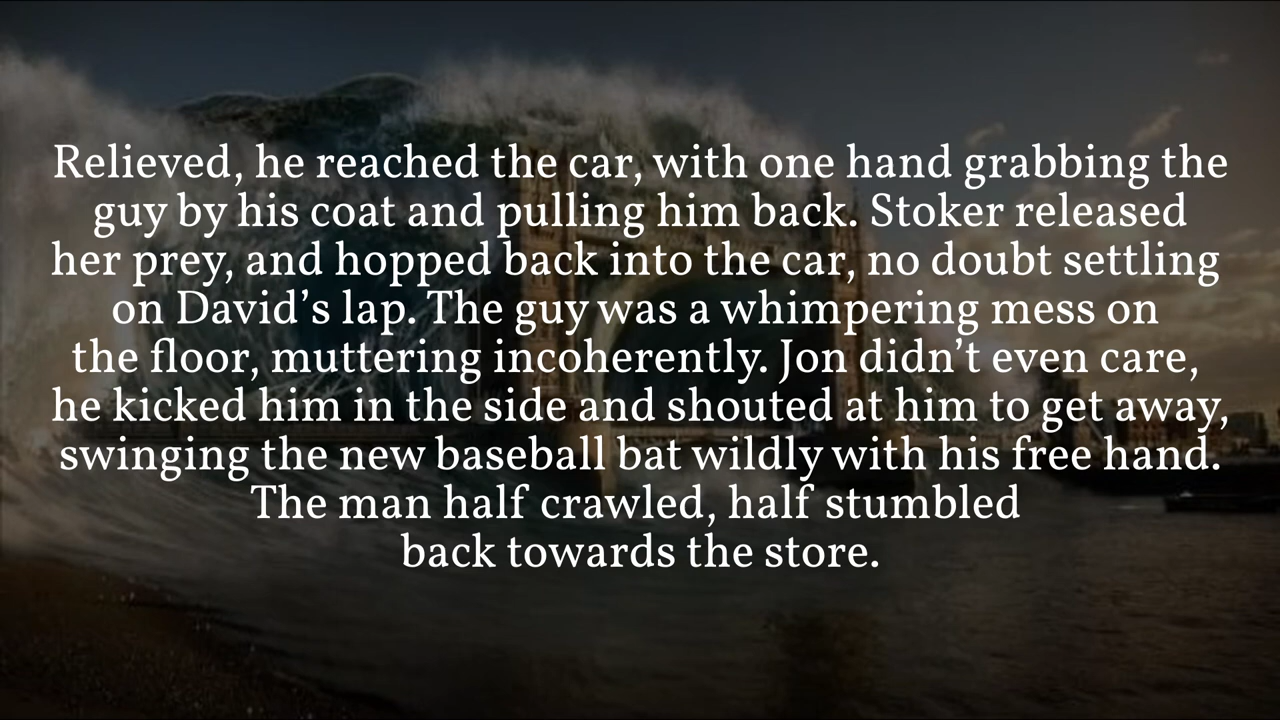 Relieved, he reached the car, with one hand grabbing the
guy by his coat and pulling him back. Stoker released
her prey, and hopped back into the car, no doubt settling
on David’s lap. The guy was a whimpering mess on
the floor, muttering incoherently. Jon didn’t even care,
he kicked him in the side and shouted at him to get away,
swinging the new baseball bat wildly with his free hand.
The man half crawled, half stumbled
back towards the store.